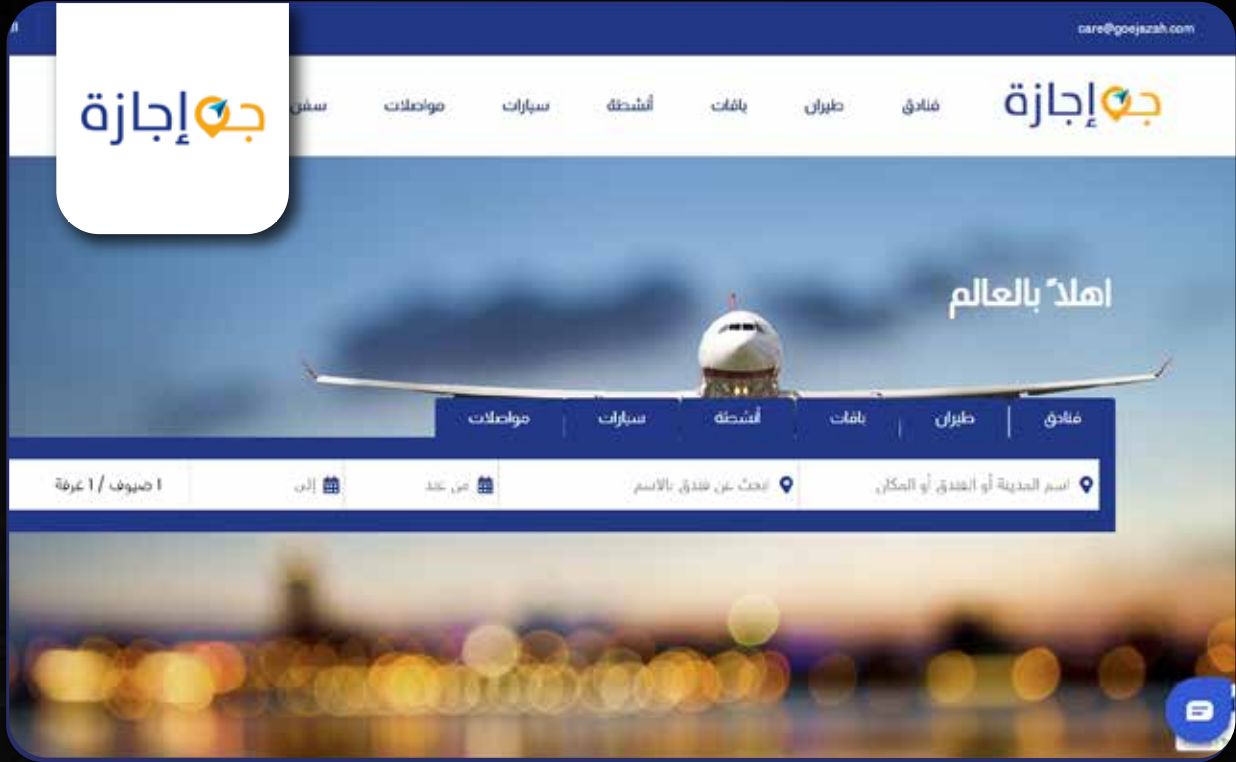 care@goejazah.com
جو إجازة
فنادق طيران باقات أنشطة سيارات مواصلات سفن
جو إجازة
اهلاً بالعالم
فنادق طيران باقات أنشطة سيارات مواصلات
اسم المدينة أو الفندق أو المكان ابحث عن فندق بالاسم من عند إلى 1 ضيوف / 1 غرفة